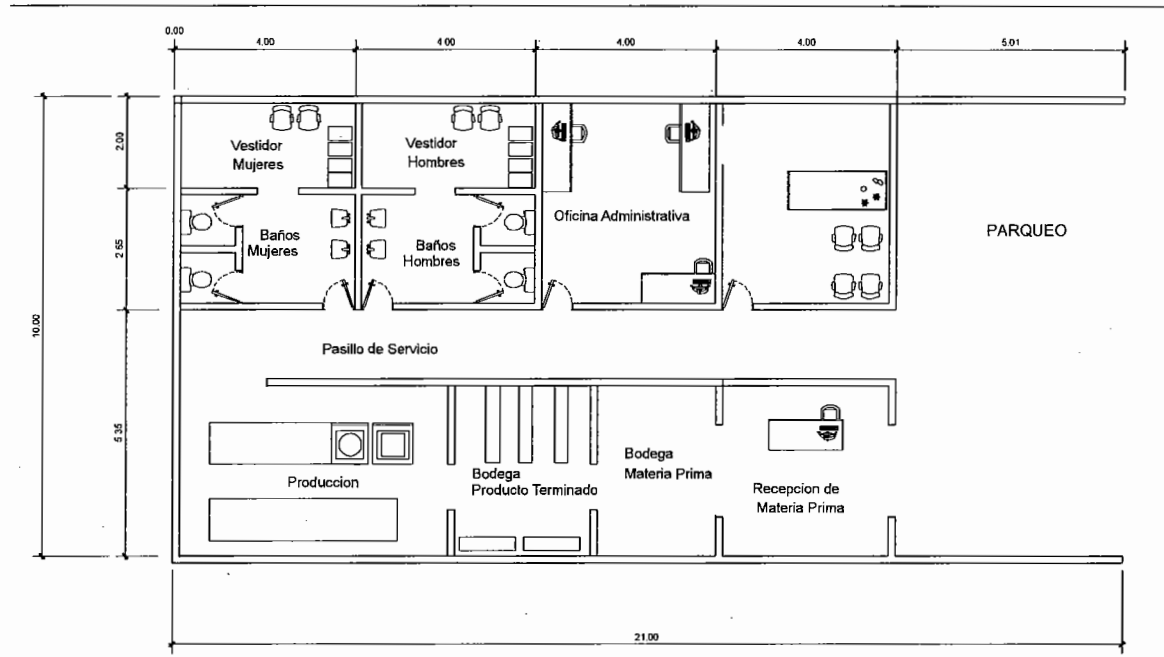 0.00
4.00
4.00
4.00
4.00
5.01
2.00
2.65
5.35
10.00
Vestidor
Mujeres
Vestidor
Hombres
Baños
Mujeres
Baños
Hombres
Oficina Administrativa
PARQUEO
Pasillo de Servicio
Produccion
Bodega
Producto Terminado
Bodega
Materia Prima
Recepcion de
Materia Prima
21.00